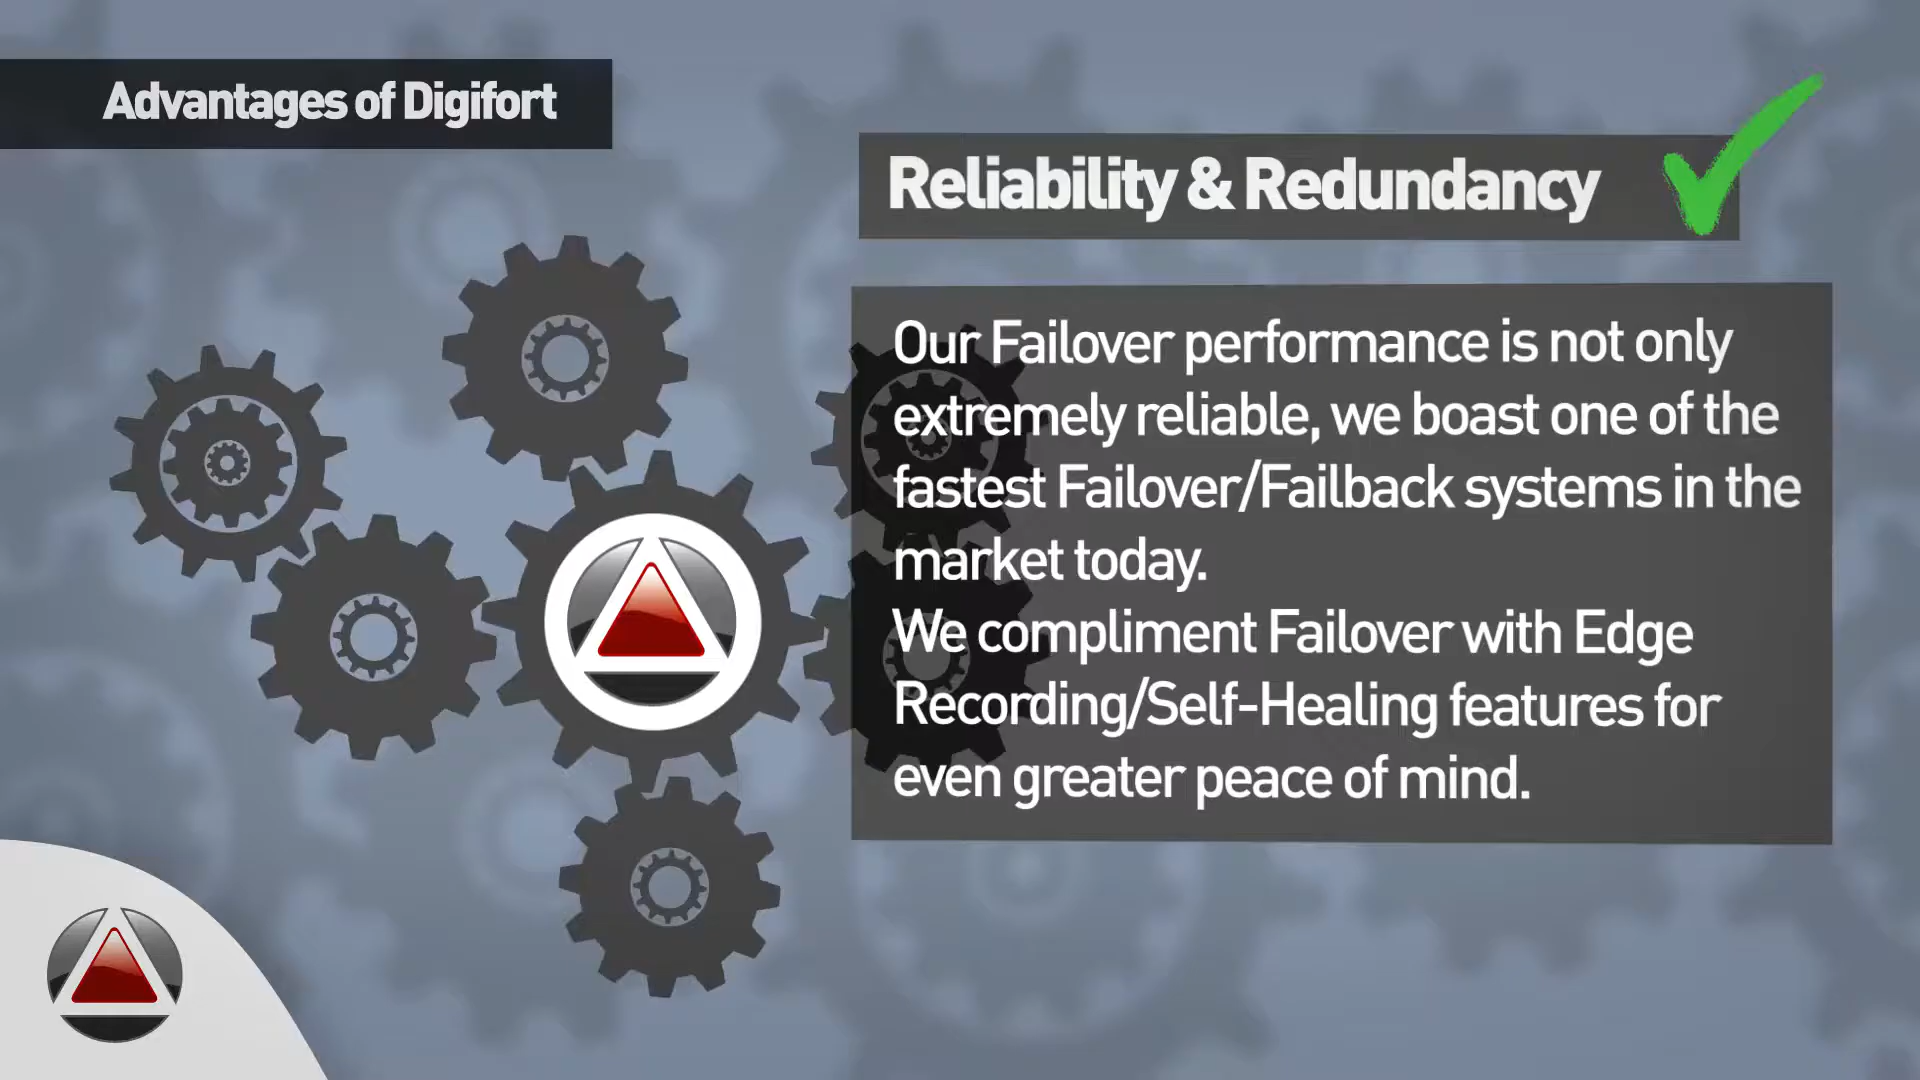 Advantages of Digifort
Reliability & Redundancy
Our Failover performance is not only
extremely reliable, we boast one of the
fastest Failover/Failback systems in the
market today.
We compliment Failover with Edge
Recording/Self-Healing features for
even greater peace of mind.